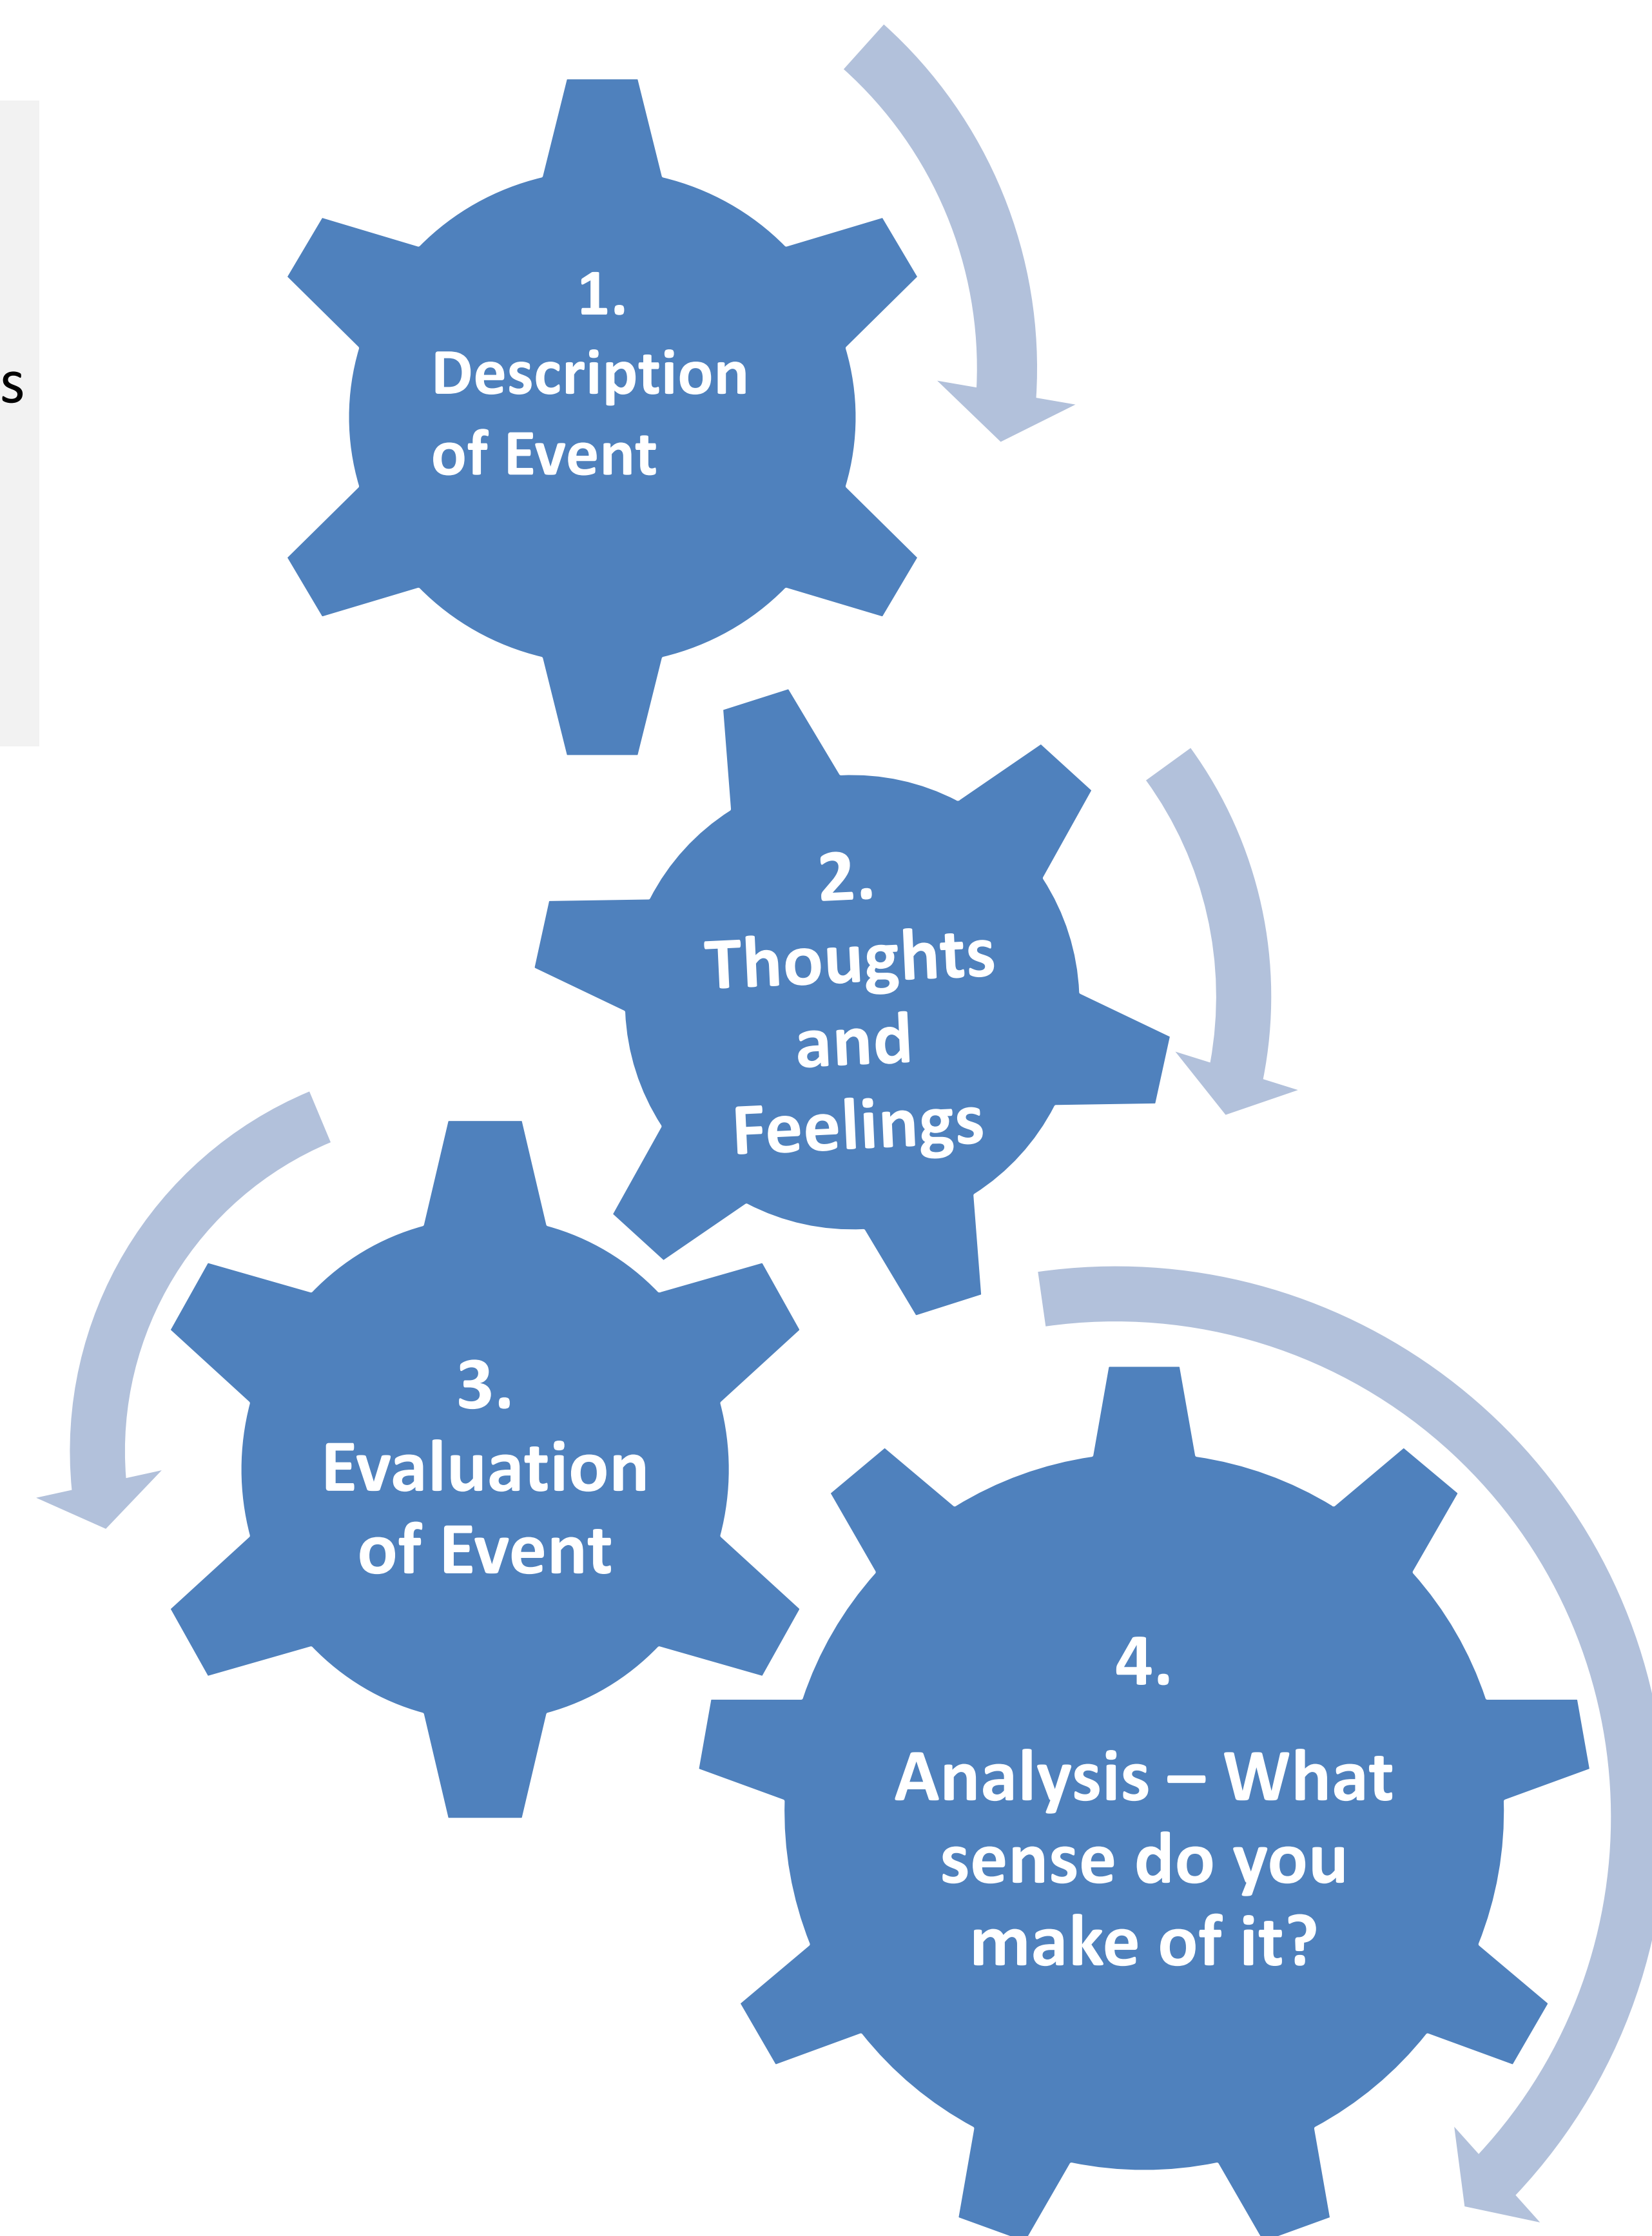 s
1.
Description
of Event
2.
Thoughts
and
Feelings
3.
Evaluation
of Event
4.
Analysis – What
sense do you
make of it?